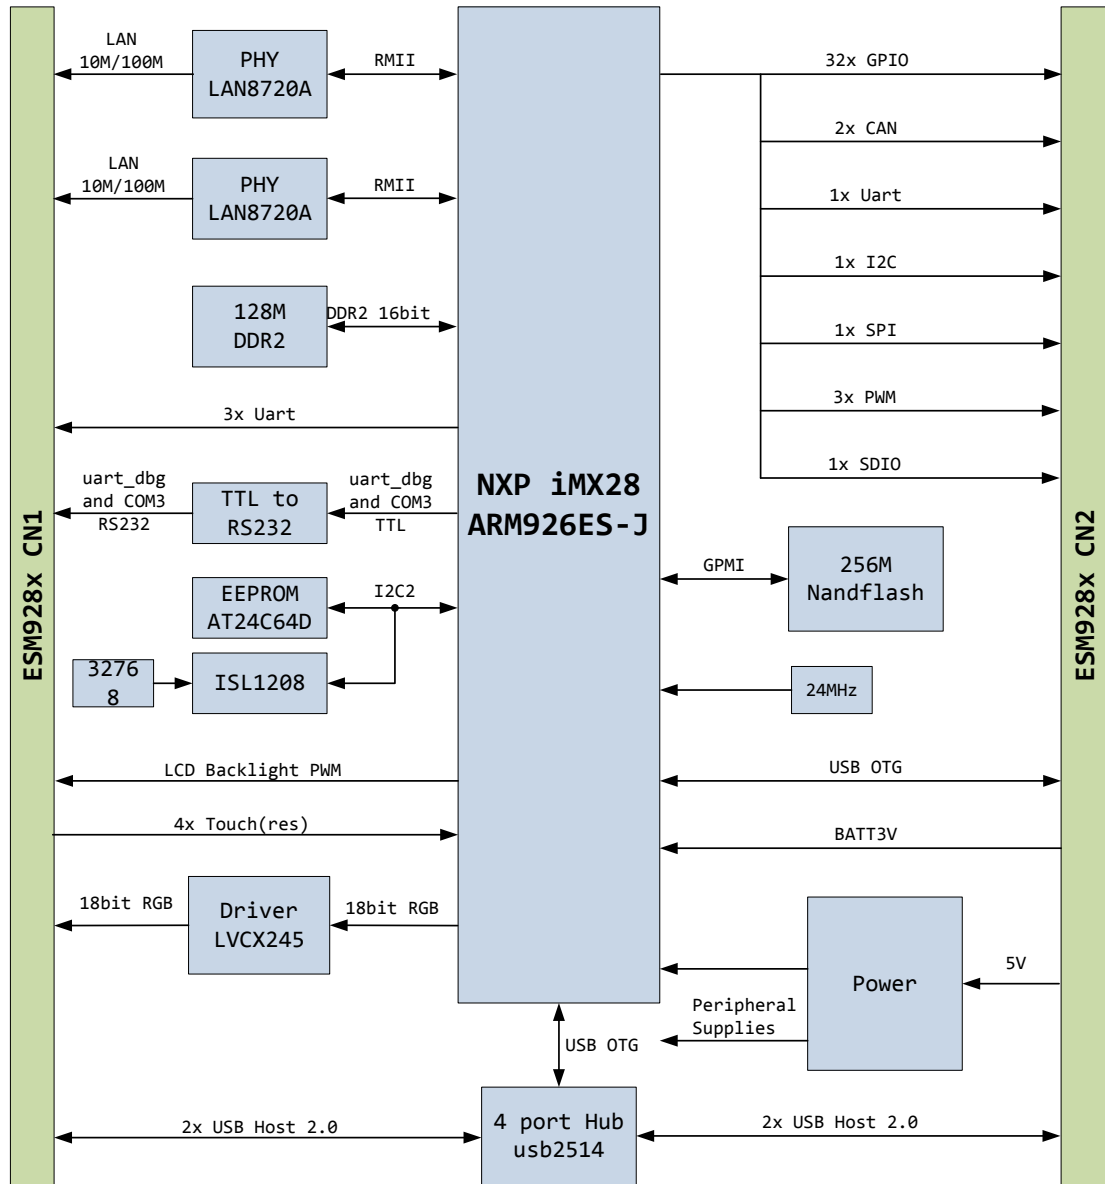 LAN
10M/100M
PHY
LAN8720A
RMII
LAN
10M/100M
PHY
LAN8720A
RMII
128M
DDR2
DDR2 16bit
3x Uart
uart_dbg
and COM3
RS232
TTL to
RS232
uart_dbg
and COM3
TTL
EEPROM
AT24C64D
I2C2
3276
8
ISL1208
LCD Backlight PWM
4x Touch(res)
18bit RGB
Driver
LVCX245
18bit RGB
ESM928x CN1
NXP iMX28
ARM926ES-J
32x GPIO
2x CAN
1x Uart
1x I2C
1x SPI
3x PWM
1x SDIO
GPMI
256M
Nandflash
24MHz
USB OTG
BATT3V
Power
5V
Peripheral
Supplies
USB OTG
2x USB Host 2.0
4 port Hub
usb2514
2x USB Host 2.0
ESM928x CN2